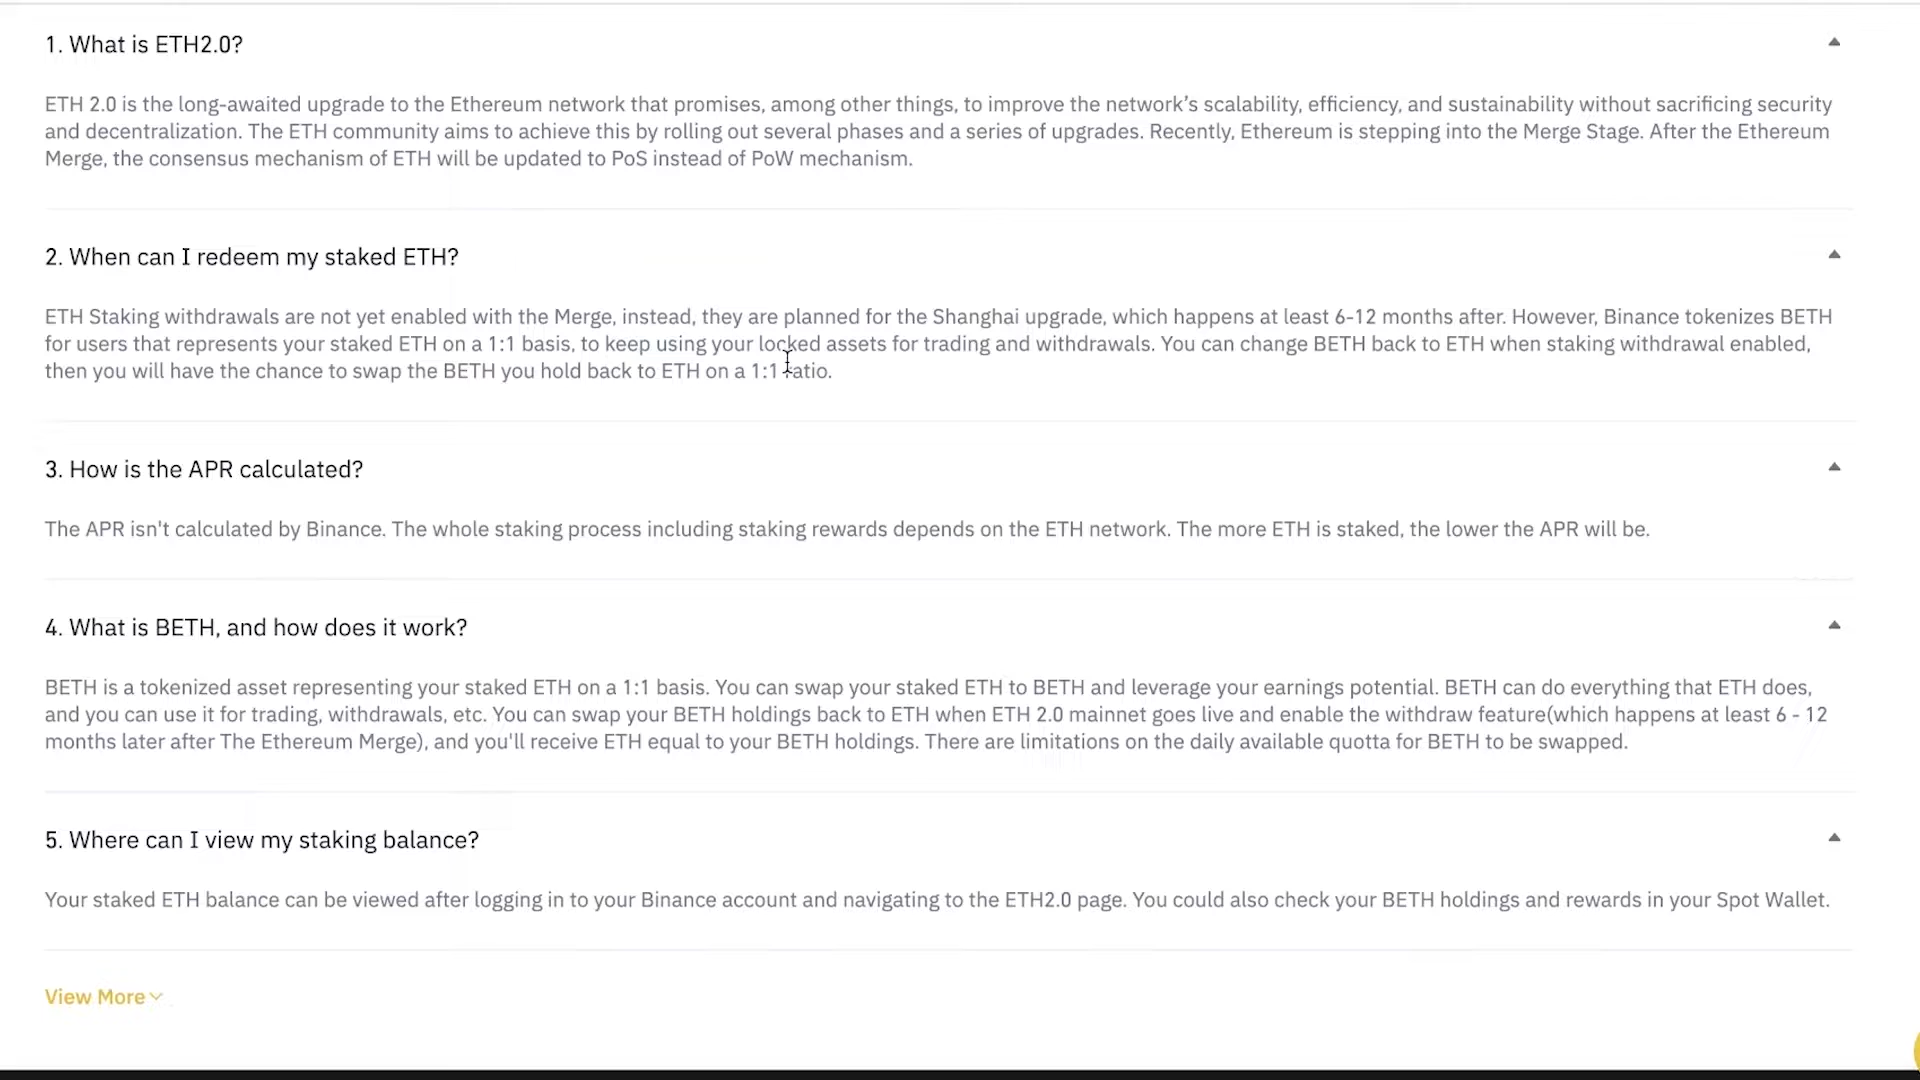 1. What is ETH2.0?
ETH 2.0 is the long-awaited upgrade to the Ethereum network that promises, among other things, to improve the network’s scalability, efficiency, and sustainability without sacrificing security
and decentralization. The ETH community aims to achieve this by rolling out several phases and a series of upgrades. Recently, Ethereum is stepping into the Merge Stage. After the Ethereum
Merge, the consensus mechanism of ETH will be updated to PoS instead of PoW mechanism.
2. When can I redeem my staked ETH?
ETH Staking withdrawals are not yet enabled with the Merge, instead, they are planned for the Shanghai upgrade, which happens at least 6-12 months after. However, Binance tokenizes BETH
for users that represents your staked ETH on a 1:1 basis, to keep using your locked assets for trading and withdrawals. You can change BETH back to ETH when staking withdrawal enabled,
then you will have the chance to swap the BETH you hold back to ETH on a 1:1 ratio.
3. How is the APR calculated?
The APR isn't calculated by Binance. The whole staking process including staking rewards depends on the ETH network. The more ETH is staked, the lower the APR will be.
4. What is BETH, and how does it work?
BETH is a tokenized asset representing your staked ETH on a 1:1 basis. You can swap your staked ETH to BETH and leverage your earnings potential. BETH can do everything that ETH does,
and you can use it for trading, withdrawals, etc. You can swap your BETH holdings back to ETH when ETH 2.0 mainnet goes live and enable the withdraw feature(which happens at least 6 - 12
months later after The Ethereum Merge), and you'll receive ETH equal to your BETH holdings. There are limitations on the daily available quotta for BETH to be swapped.
5. Where can I view my staking balance?
Your staked ETH balance can be viewed after logging in to your Binance account and navigating to the ETH2.0 page. You could also check your BETH holdings and rewards in your Spot Wallet.
View More